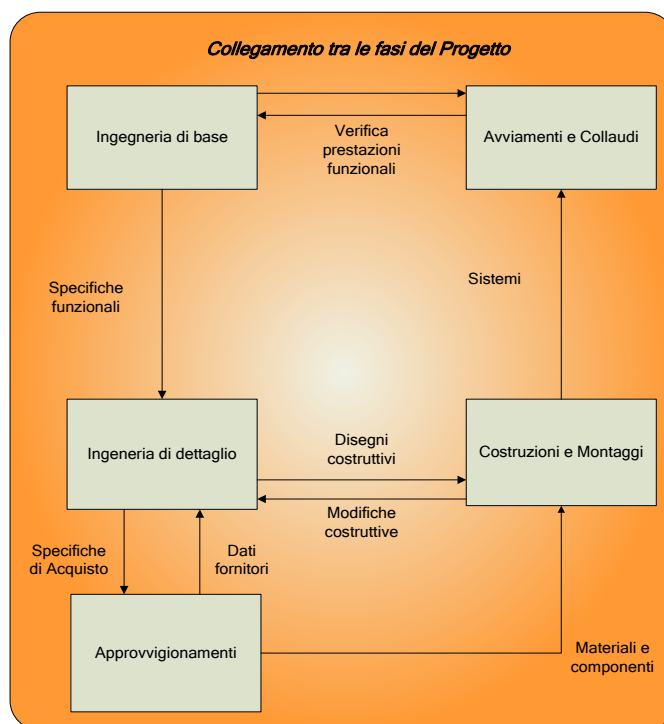 Collegamento tra le fasi del Progetto
Ingegneria di base
Verifica
prestazioni
funzionali
Avviamenti e Collaudi
Specifiche
funzionali
Sistemi
Ingeneria di dettaglio
Disegni
costruttivi
Costruzioni e Montaggi
Modifiche
costruttive
Specifiche
di Acquisto
Dati
fornitori
Approvvigionamenti
Materiali e
componenti